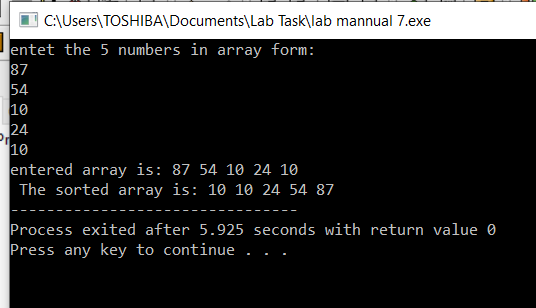 C:\Users\TOSHIBA\Documents\Lab Task\lab mannual 7.exe
entet the 5 numbers in array form:
87
54
10
24
10
entered array is: 87 54 10 24 10
 The sorted array is: 10 10 24 54 87
--------------------------------
Process exited after 5.925 seconds with return value 0
Press any key to continue . . .